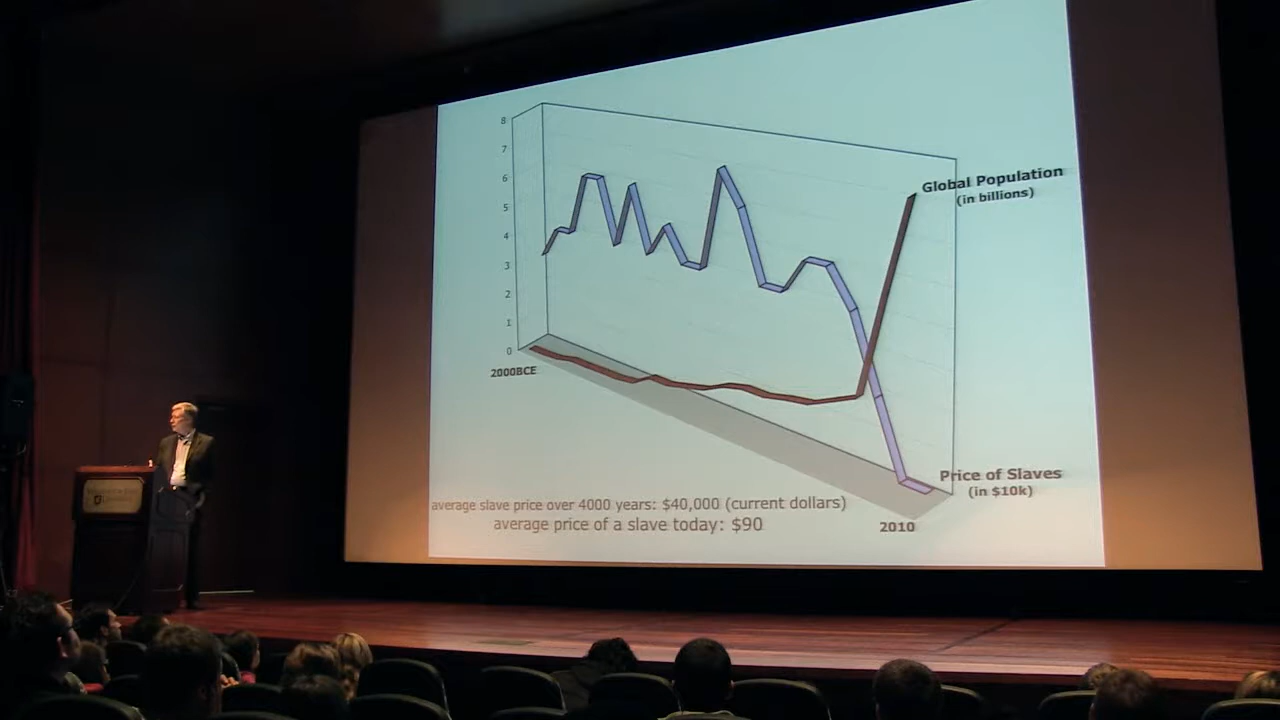 8
7
6
5
4
3
2
1
0
Global Population
(in billions)
2000BCE
Price of Slaves
(in $10k)
average slave price over 4000 years: $40,000 (current dollars)
average price of a slave today: $90
2010